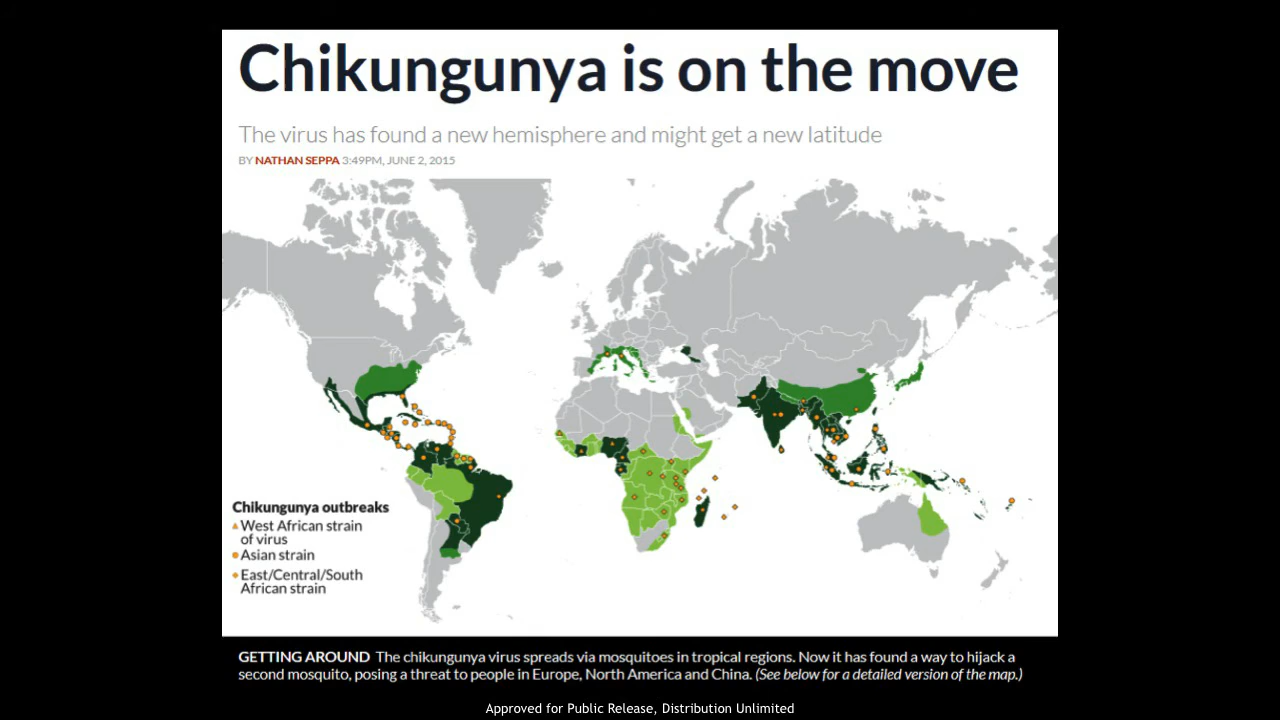 Chikungunya is on the move
The virus has found a new hemisphere and might get a new latitude
BY NATHAN SEPPA 3:49PM, JUNE 2, 2015
Chikungunya outbreaks
West African strain
of virus
Asian strain
East/Central/South
African strain
GETTING AROUND The chikungunya virus spreads via mosquitoes in tropical regions. Now it has found a way to hijack a
second mosquito, posing a threat to people in Europe, North America and China. (See below for a detailed version of the map.)
Approved for Public Release, Distribution Unlimited